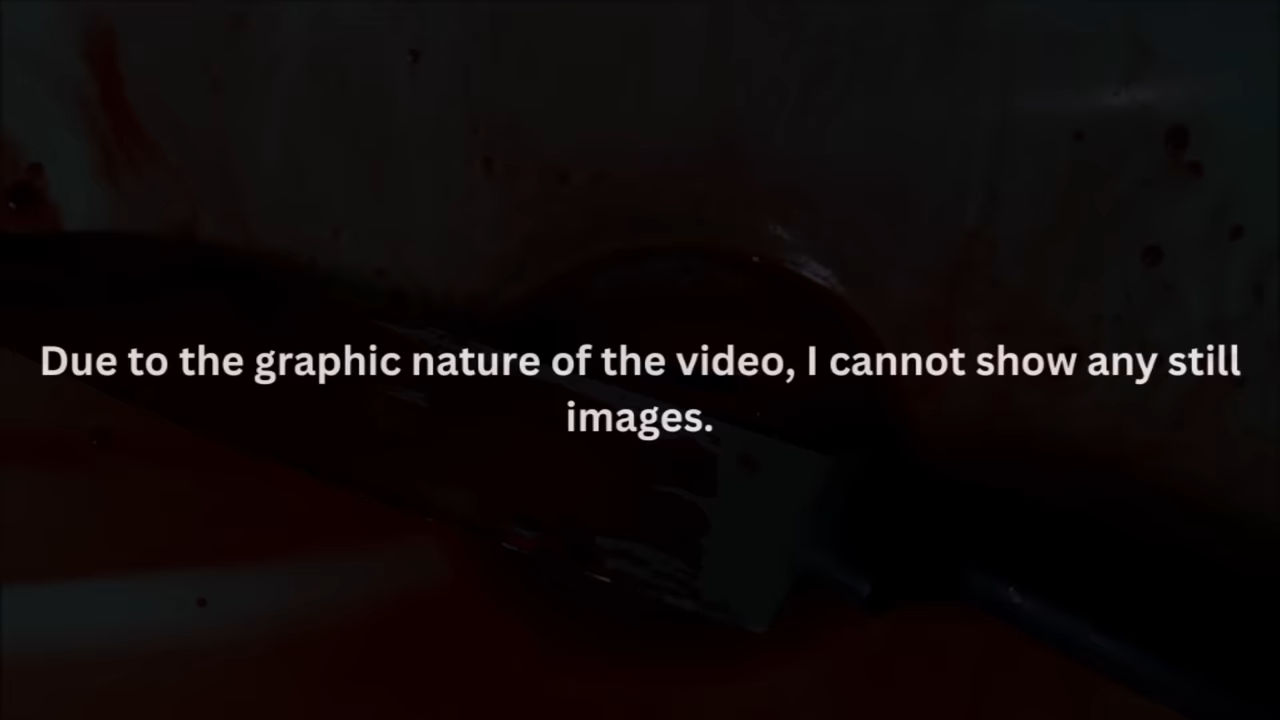 Due to the graphic nature of the video, I cannot show any still
images.